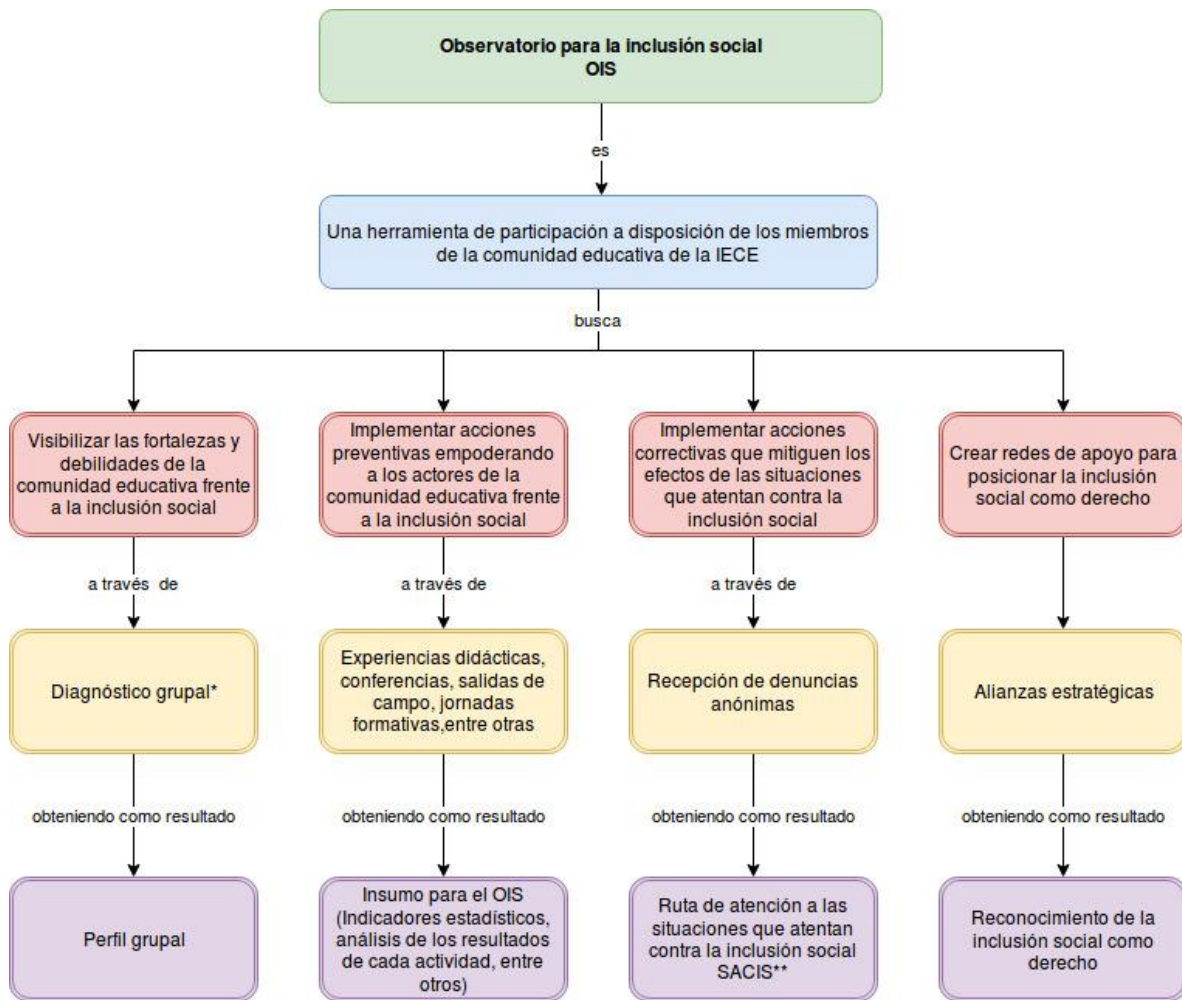 Observatorio para la inclusión social
OIS
es
Una herramienta de participación a disposición de los miembros
de la comunidad educativa de la IECE
busca
Visibilizar las fortalezas y
debilidades de la
comunidad educativa frente
a la inclusión social
Implementar acciones
preventivas empoderando
a los actores de la
comunidad educativa frente
a la inclusión social
Implementar acciones
correctivas que mitiguen los
efectos de las situaciones
que atentan contra la
inclusión social
Crear redes de apoyo para
posicionar la inclusión
social como derecho
a través  de
a través de
a través de
Diagnóstico grupal*
Experiencias didácticas,
conferencias, salidas de
campo, jornadas
formativas,entre otras
Recepción de denuncias
anónimas
Alianzas estratégicas
obteniendo como resultado
obteniendo como resultado
obteniendo como resultado
obteniendo como resultado
Perfil grupal
Insumo para el OIS
(Indicadores estadísticos,
análisis de los resultados
de cada actividad, entre
otros)
Ruta de atención a las
situaciones que atentan
contra la inclusión social
SACIS**
Reconocimiento de la
inclusión social como
derecho